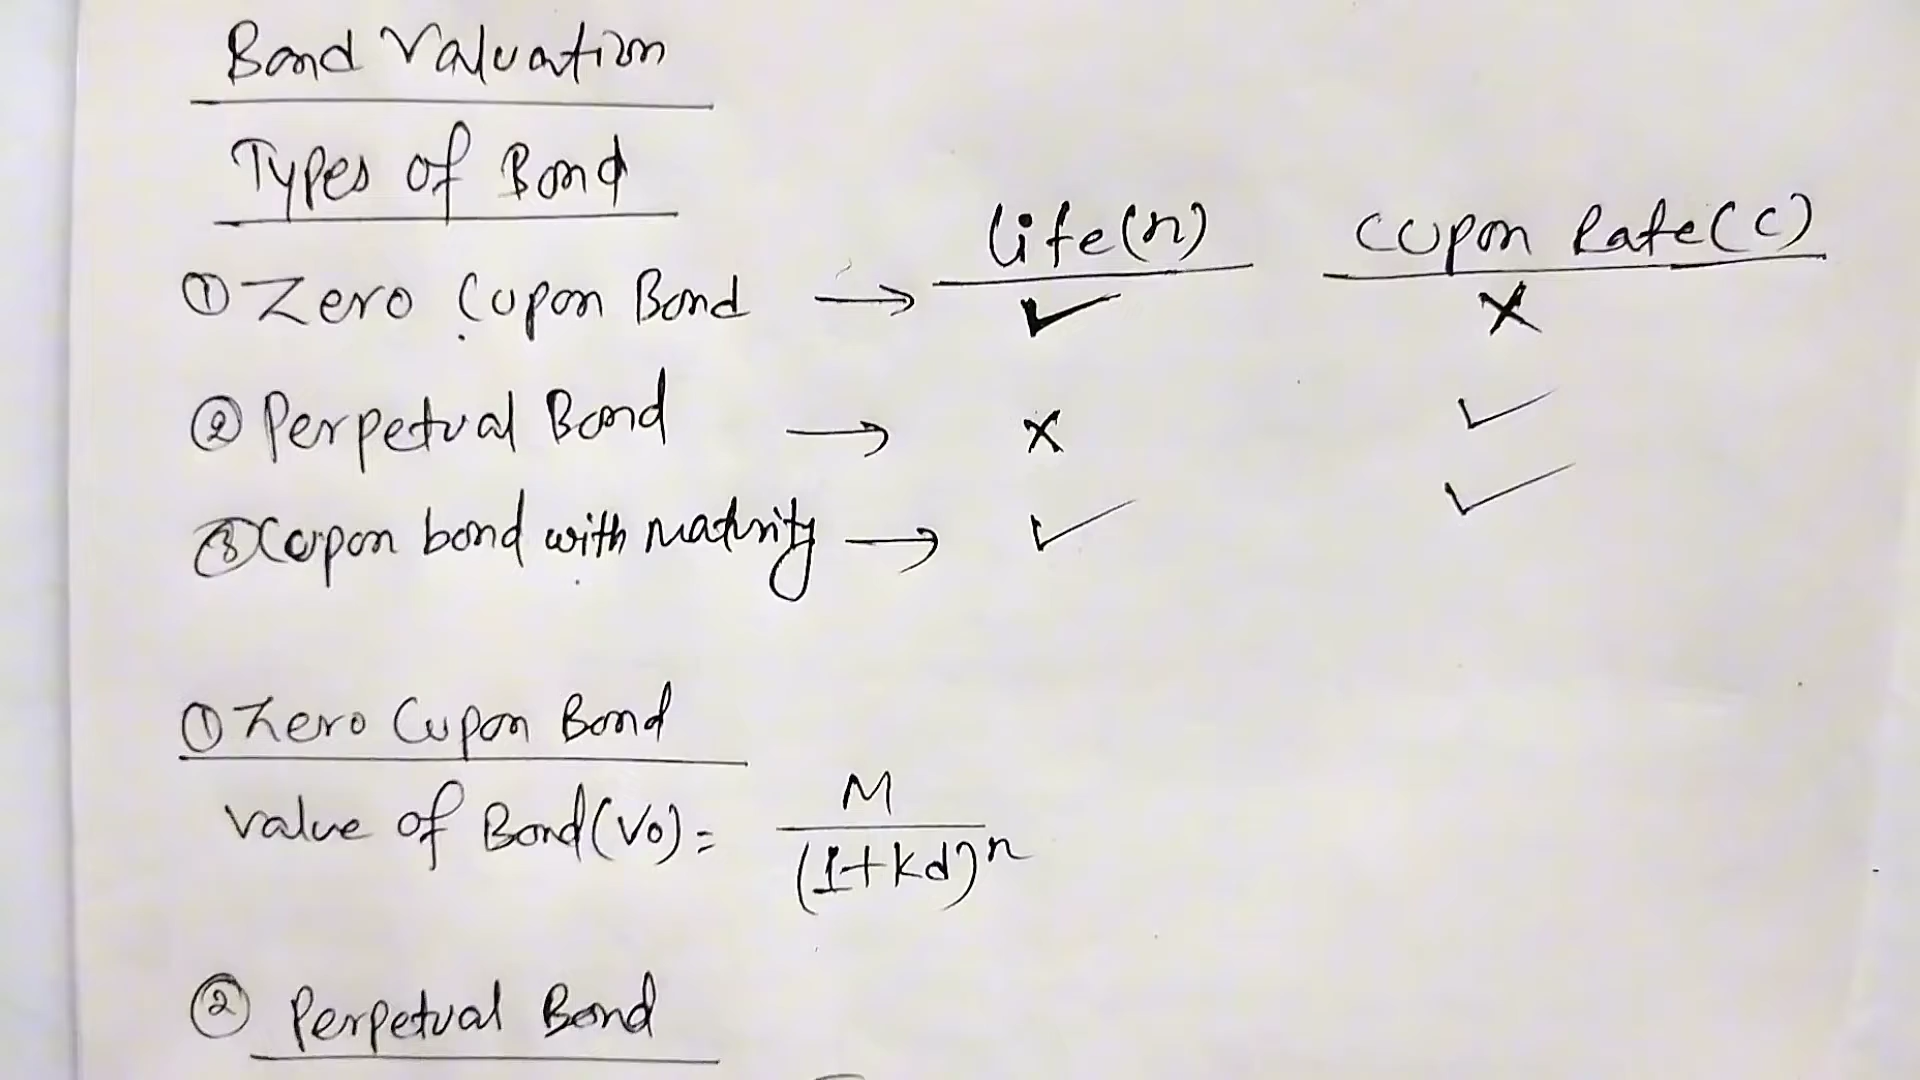 Bond Valuation
Types of Bond
life(n) Cupon Rate(C)
① Zero Cupon Bond → ✓ ✗
② Perpetual Bond → ✗ ✓
③ Cupon bond with maturity → ✓ ✓
① Zero Cupon Bond
Value of Bond(V0) = M / (1+kd)^n
② Perpetual Bond